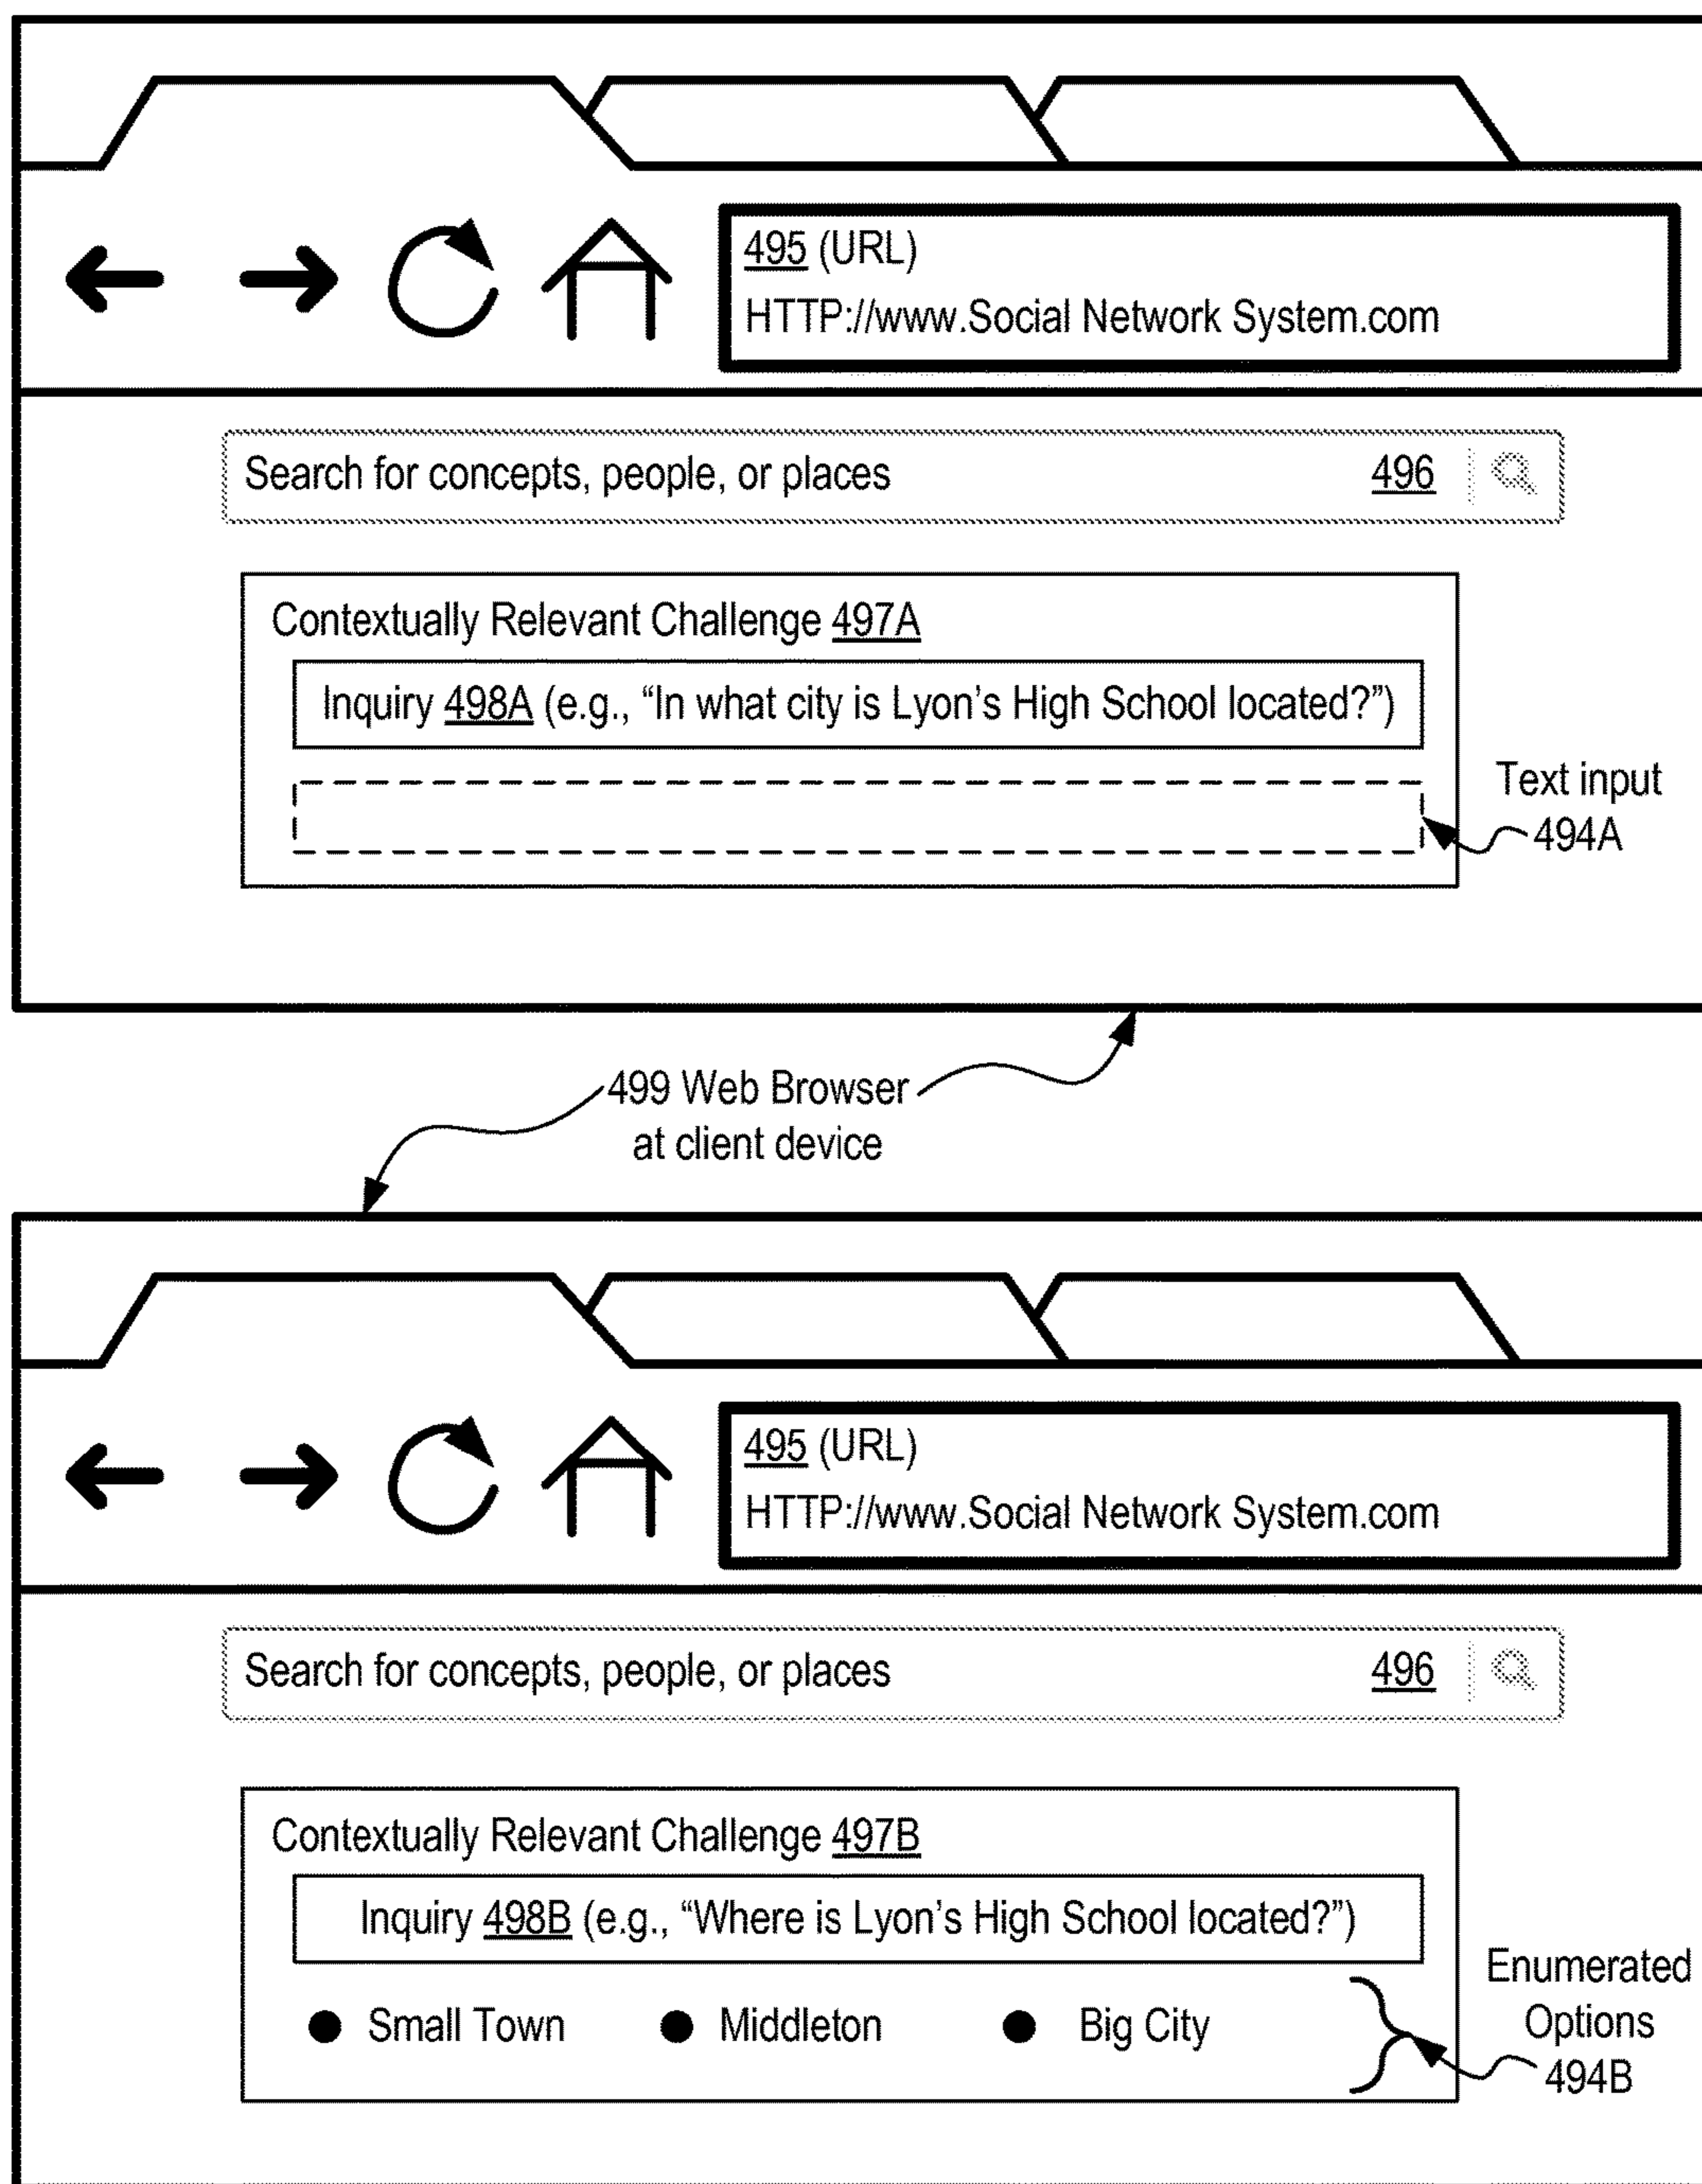 495 (URL)
HTTP://www.Social Network System.com
Search for concepts, people, or places 496
Contextually Relevant Challenge 497A
Inquiry 498A (e.g., “In what city is Lyon’s High School located?”)
Text input
494A
499 Web Browser
at client device
495 (URL)
HTTP://www.Social Network System.com
Search for concepts, people, or places 496
Contextually Relevant Challenge 497B
Inquiry 498B (e.g., “Where is Lyon’s High School located?”)
Small Town Middleton Big City
Enumerated
Options
494B